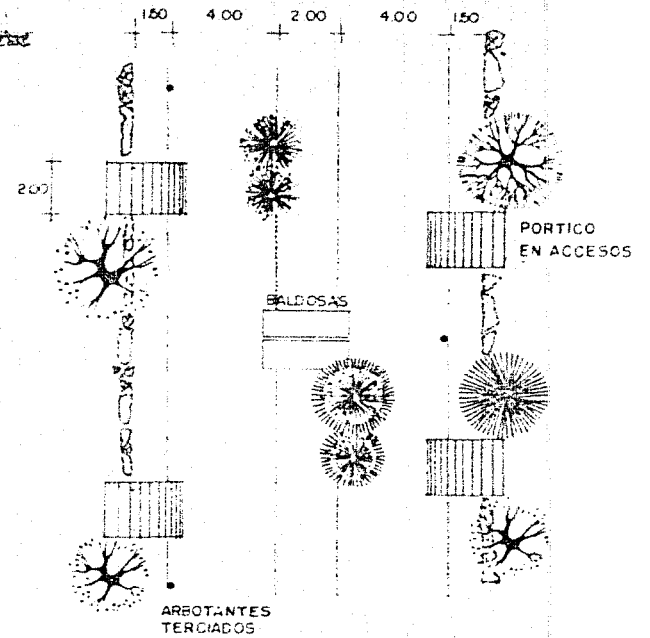 1.50 4.00 2.00 4.00 1.50
2.00
PORTICO
EN ACCESOS
BALDOSAS
ARBOTANTES
TERCIADOS